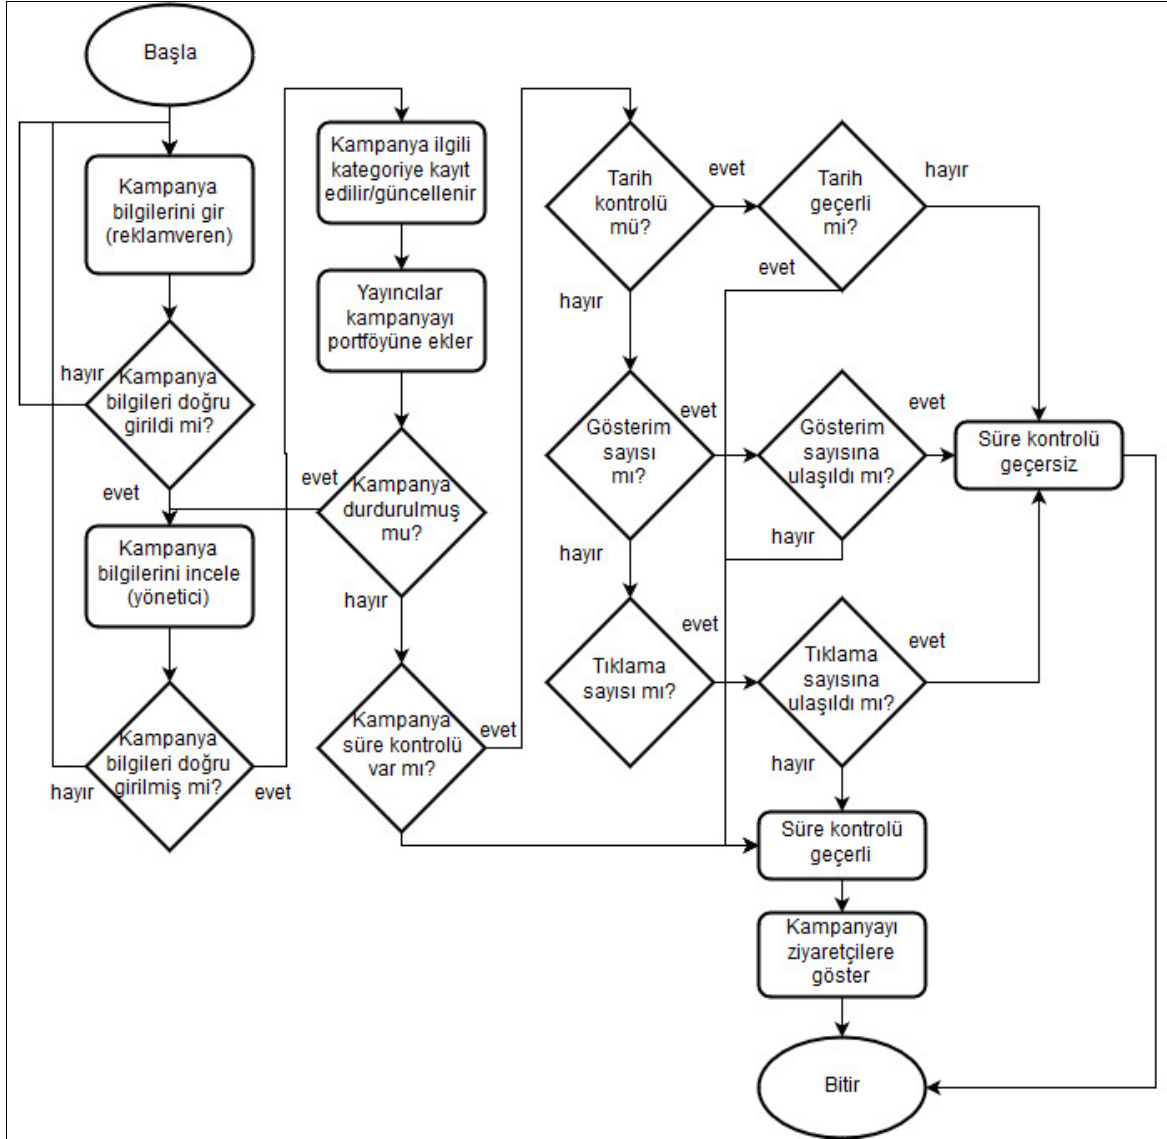 Başla
Kampanya
bilgilerini gir
(reklamveren)
hayır
Kampanya
bilgileri doğru
girildi mi?
evet
Kampanya
bilgilerini incele
(yönetici)
Kampanya
bilgileri doğru
girilmiş mi?
hayır
evet
Kampanya ilgili
kategoriye kayıt
edilir/güncellenir
Yayıncılar
kampanyayı
portföyüne ekler
evet
Kampanya
durdurulmuş
mu?
hayır
Kampanya
süre kontrolü
var mı?
evet
Tarih
kontrolü
mü?
evet
hayır
Tarih
geçerli
mi?
hayır
evet
Gösterim
sayısı
mı?
evet
hayır
Gösterim
sayısına
ulaşıldı mı?
evet
hayır
Süre kontrolü
geçersiz
Tıklama
sayısı mı?
evet
Tıklama
sayısına
ulaşıldı mı?
evet
hayır
Süre kontrolü
geçerli
Kampanyayı
ziyaretçilere
göster
Bitir